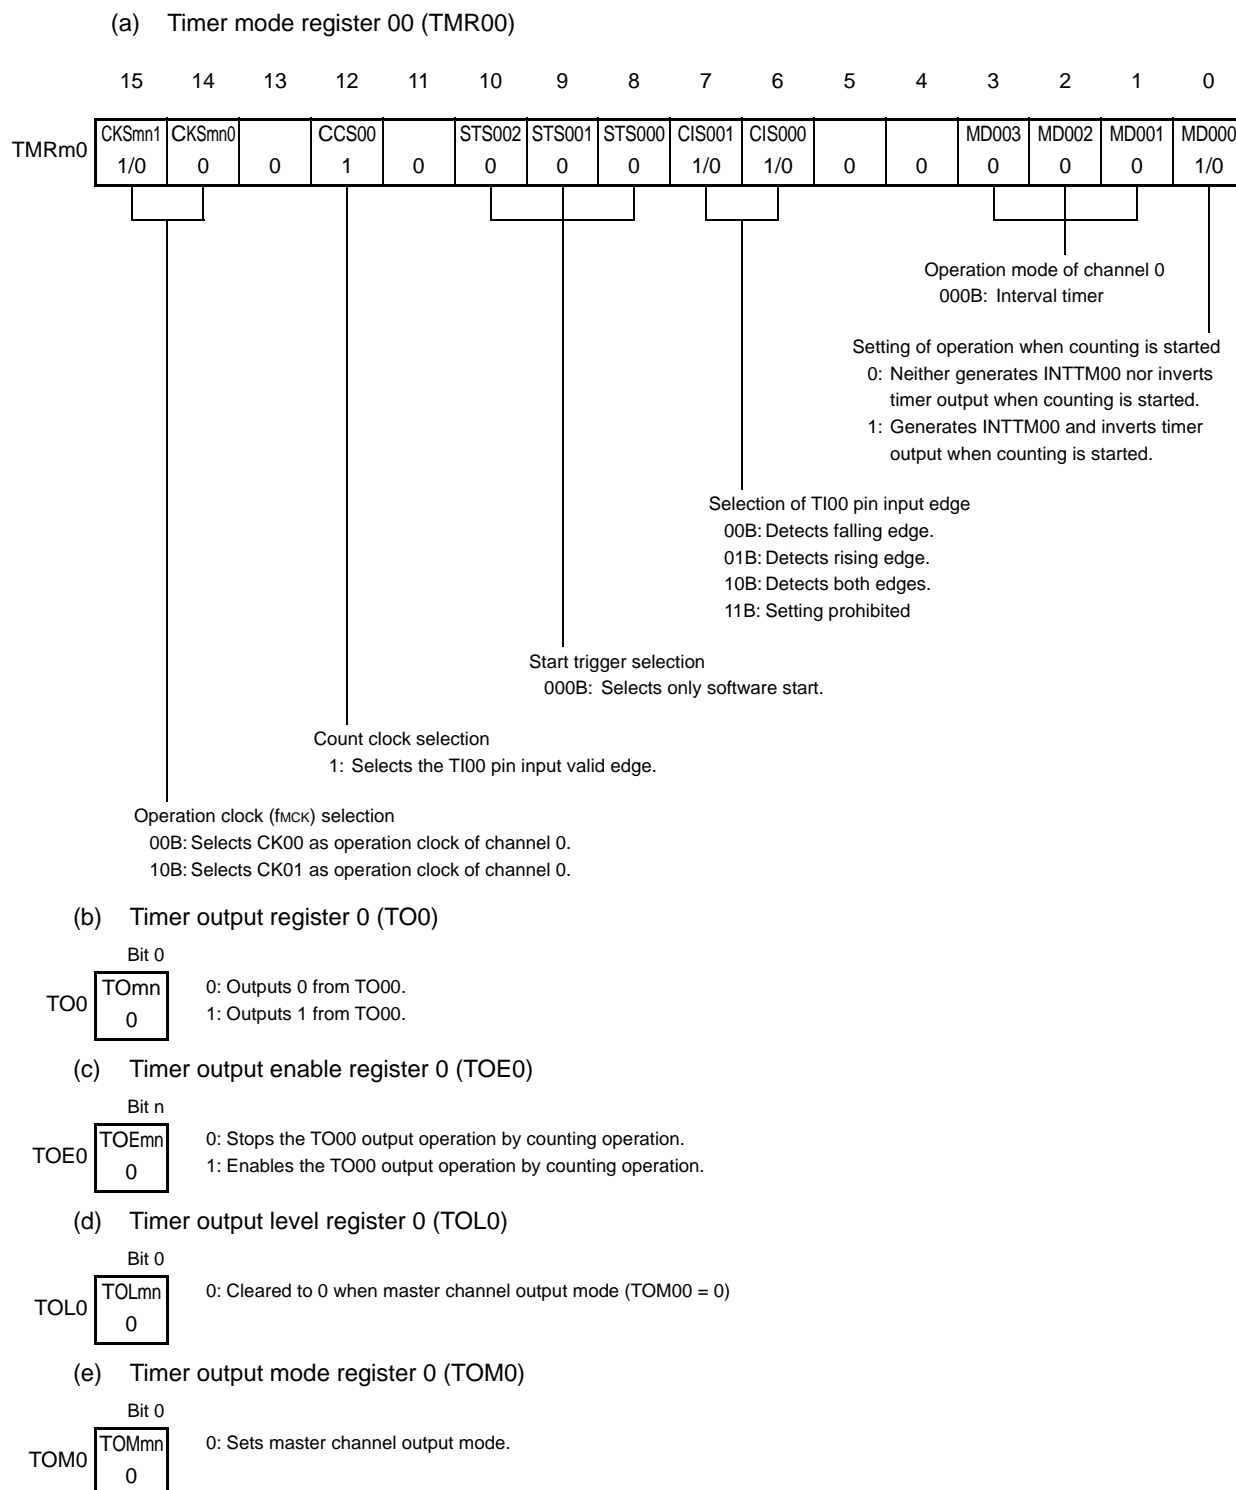 (a) Timer mode register 00 (TMR00)
15 14 13 12 11 10 9 8 7 6 5 4 3 2 1 0
TMRm0 CKSmn1 CKSmn0 CCS00 STS002 STS001 STS000 CIS001 CIS000 MD003 MD002 MD001 MD000
1/0 0 0 1 0 0 0 0 1/0 1/0 0 0 0 0 0 1/0
Operation mode of channel 0
000B: Interval timer
Setting of operation when counting is started
0: Neither generates INTTM00 nor inverts
timer output when counting is started.
1: Generates INTTM00 and inverts timer
output when counting is started.
Selection of TI00 pin input edge
00B: Detects falling edge.
01B: Detects rising edge.
10B: Detects both edges.
11B: Setting prohibited
Start trigger selection
000B: Selects only software start.
Count clock selection
1: Selects the TI00 pin input valid edge.
Operation clock (fMCK) selection
00B: Selects CK00 as operation clock of channel 0.
10B: Selects CK01 as operation clock of channel 0.
(b) Timer output register 0 (TO0)
Bit 0
TO0 TOmn 0: Outputs 0 from TO00.
0 1: Outputs 1 from TO00.
(c) Timer output enable register 0 (TOE0)
Bit n
TOE0 TOEmn 0: Stops the TO00 output operation by counting operation.
0 1: Enables the TO00 output operation by counting operation.
(d) Timer output level register 0 (TOL0)
Bit 0
TOL0 TOLmn 0: Cleared to 0 when master channel output mode (TOM00 = 0)
0
(e) Timer output mode register 0 (TOM0)
Bit 0
TOM0 TOMmn 0: Sets master channel output mode.
0